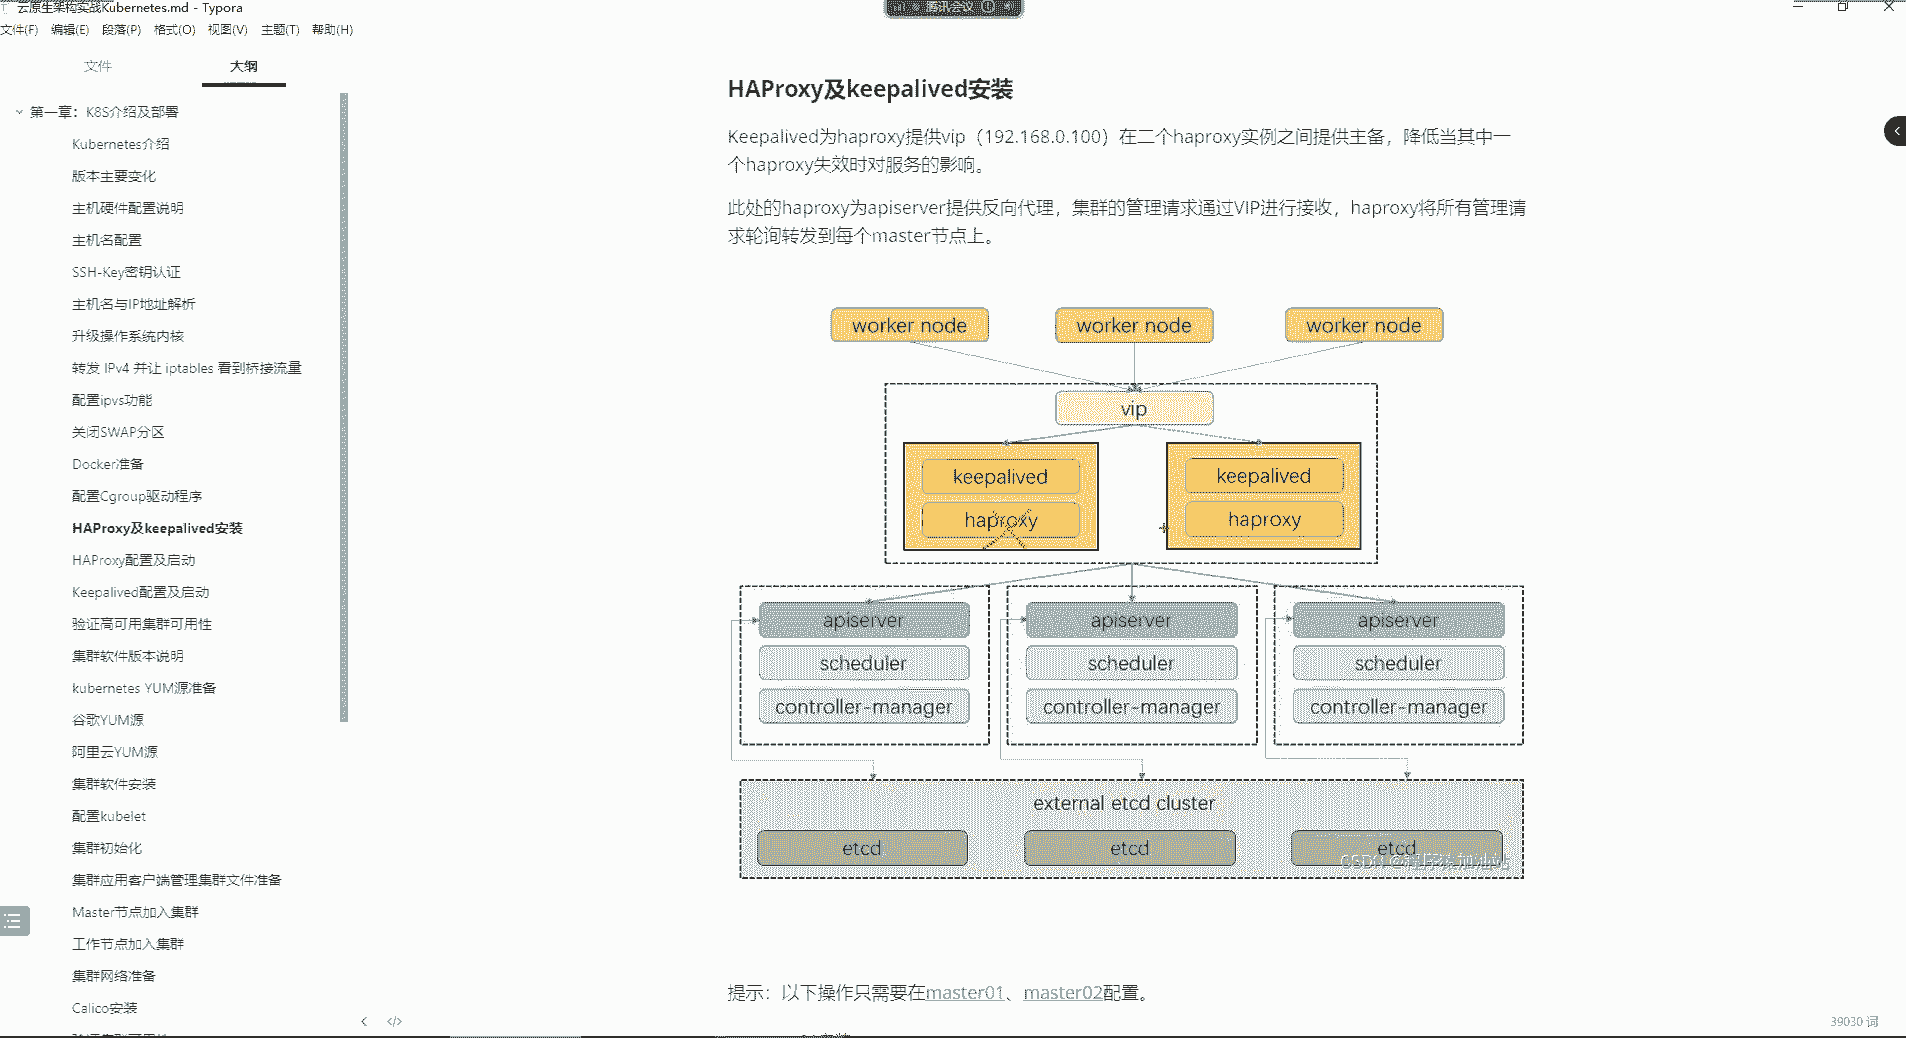 云原生架构实战Kubernetes.md - Typora
腾讯会议
文件(F) 编辑(E) 段落(P) 格式(O) 视图(V) 主题(T) 帮助(H)
文件 大纲
第一章：K8S介绍及部署
Kubernetes介绍
版本主要变化
主机硬件配置说明
主机名配置
SSH-Key密钥认证
主机名与IP地址解析
升级操作系统内核
转发 IPv4 并让 iptables 看到桥接流量
配置ipvs功能
关闭SWAP分区
Docker准备
配置Cgroup驱动程序
HAProxy及keepalived安装
HAProxy配置及启动
Keepalived配置及启动
验证高可用集群可用性
集群软件版本说明
kubernetes YUM源准备
谷歌YUM源
阿里云YUM源
集群软件安装
配置kubelet
集群初始化
集群应用客户端管理集群文件准备
Master节点加入集群
工作节点加入集群
集群网络准备
Calico安装
HAProxy及keepalived安装
Keepalived为haproxy提供vip（192.168.0.100）在二个haproxy实例之间提供主备，降低当其中一
个haproxy失效时对服务的影响。
此处的haproxy为apiserver提供反向代理，集群的管理请求通过VIP进行接收，haproxy将所有管理请
求轮询转发到每个master节点上。
worker node worker node worker node
vip
keepalived keepalived
haproxy haproxy
apiserver apiserver apiserver
scheduler scheduler scheduler
controller-manager controller-manager controller-manager
external etcd cluster
etcd etcd etcd
提示：以下操作只需要在master01、master02配置。
39030 词